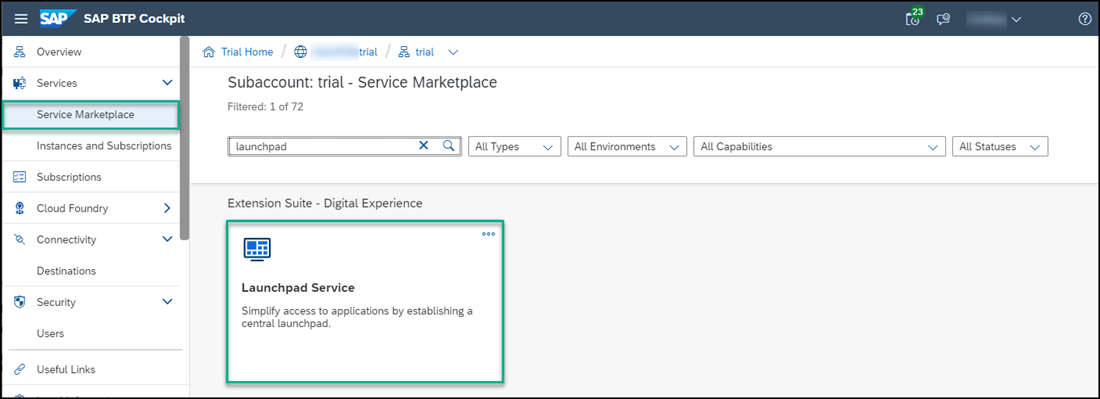 SAP SAP BTP Cockpit
23
Overview
Services
Service Marketplace
Instances and Subscriptions
Subscriptions
Cloud Foundry
Connectivity
Destinations
Security
Users
Useful Links
Trial Home / trial / trial
Subaccount: trial - Service Marketplace
Filtered: 1 of 72
launchpad
All Types
All Environments
All Capabilities
All Statuses
Extension Suite - Digital Experience
Launchpad Service
Simplify access to applications by establishing a
central launchpad.